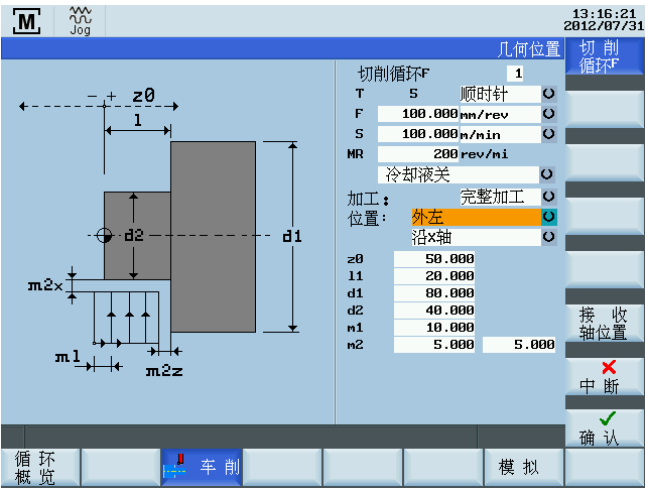 M
Jog
13:16:21
2012/07/31
几何位置
切削
循环F
切削循环F 1
T 5 顺时针
F 100.000 mm/rev
S 100.000 m/min
MR 200 rev/mi
冷却液关
加工: 完整加工
位置: 外左
沿x轴
z0 50.000
l1 20.000
d1 80.000
d2 40.000
m1 10.000
m2 5.000 5.000
- + z0
l
d2
d1
m2x
m1
m2z
接收
轴位置
中断
确认
循环
概览
车削
模拟